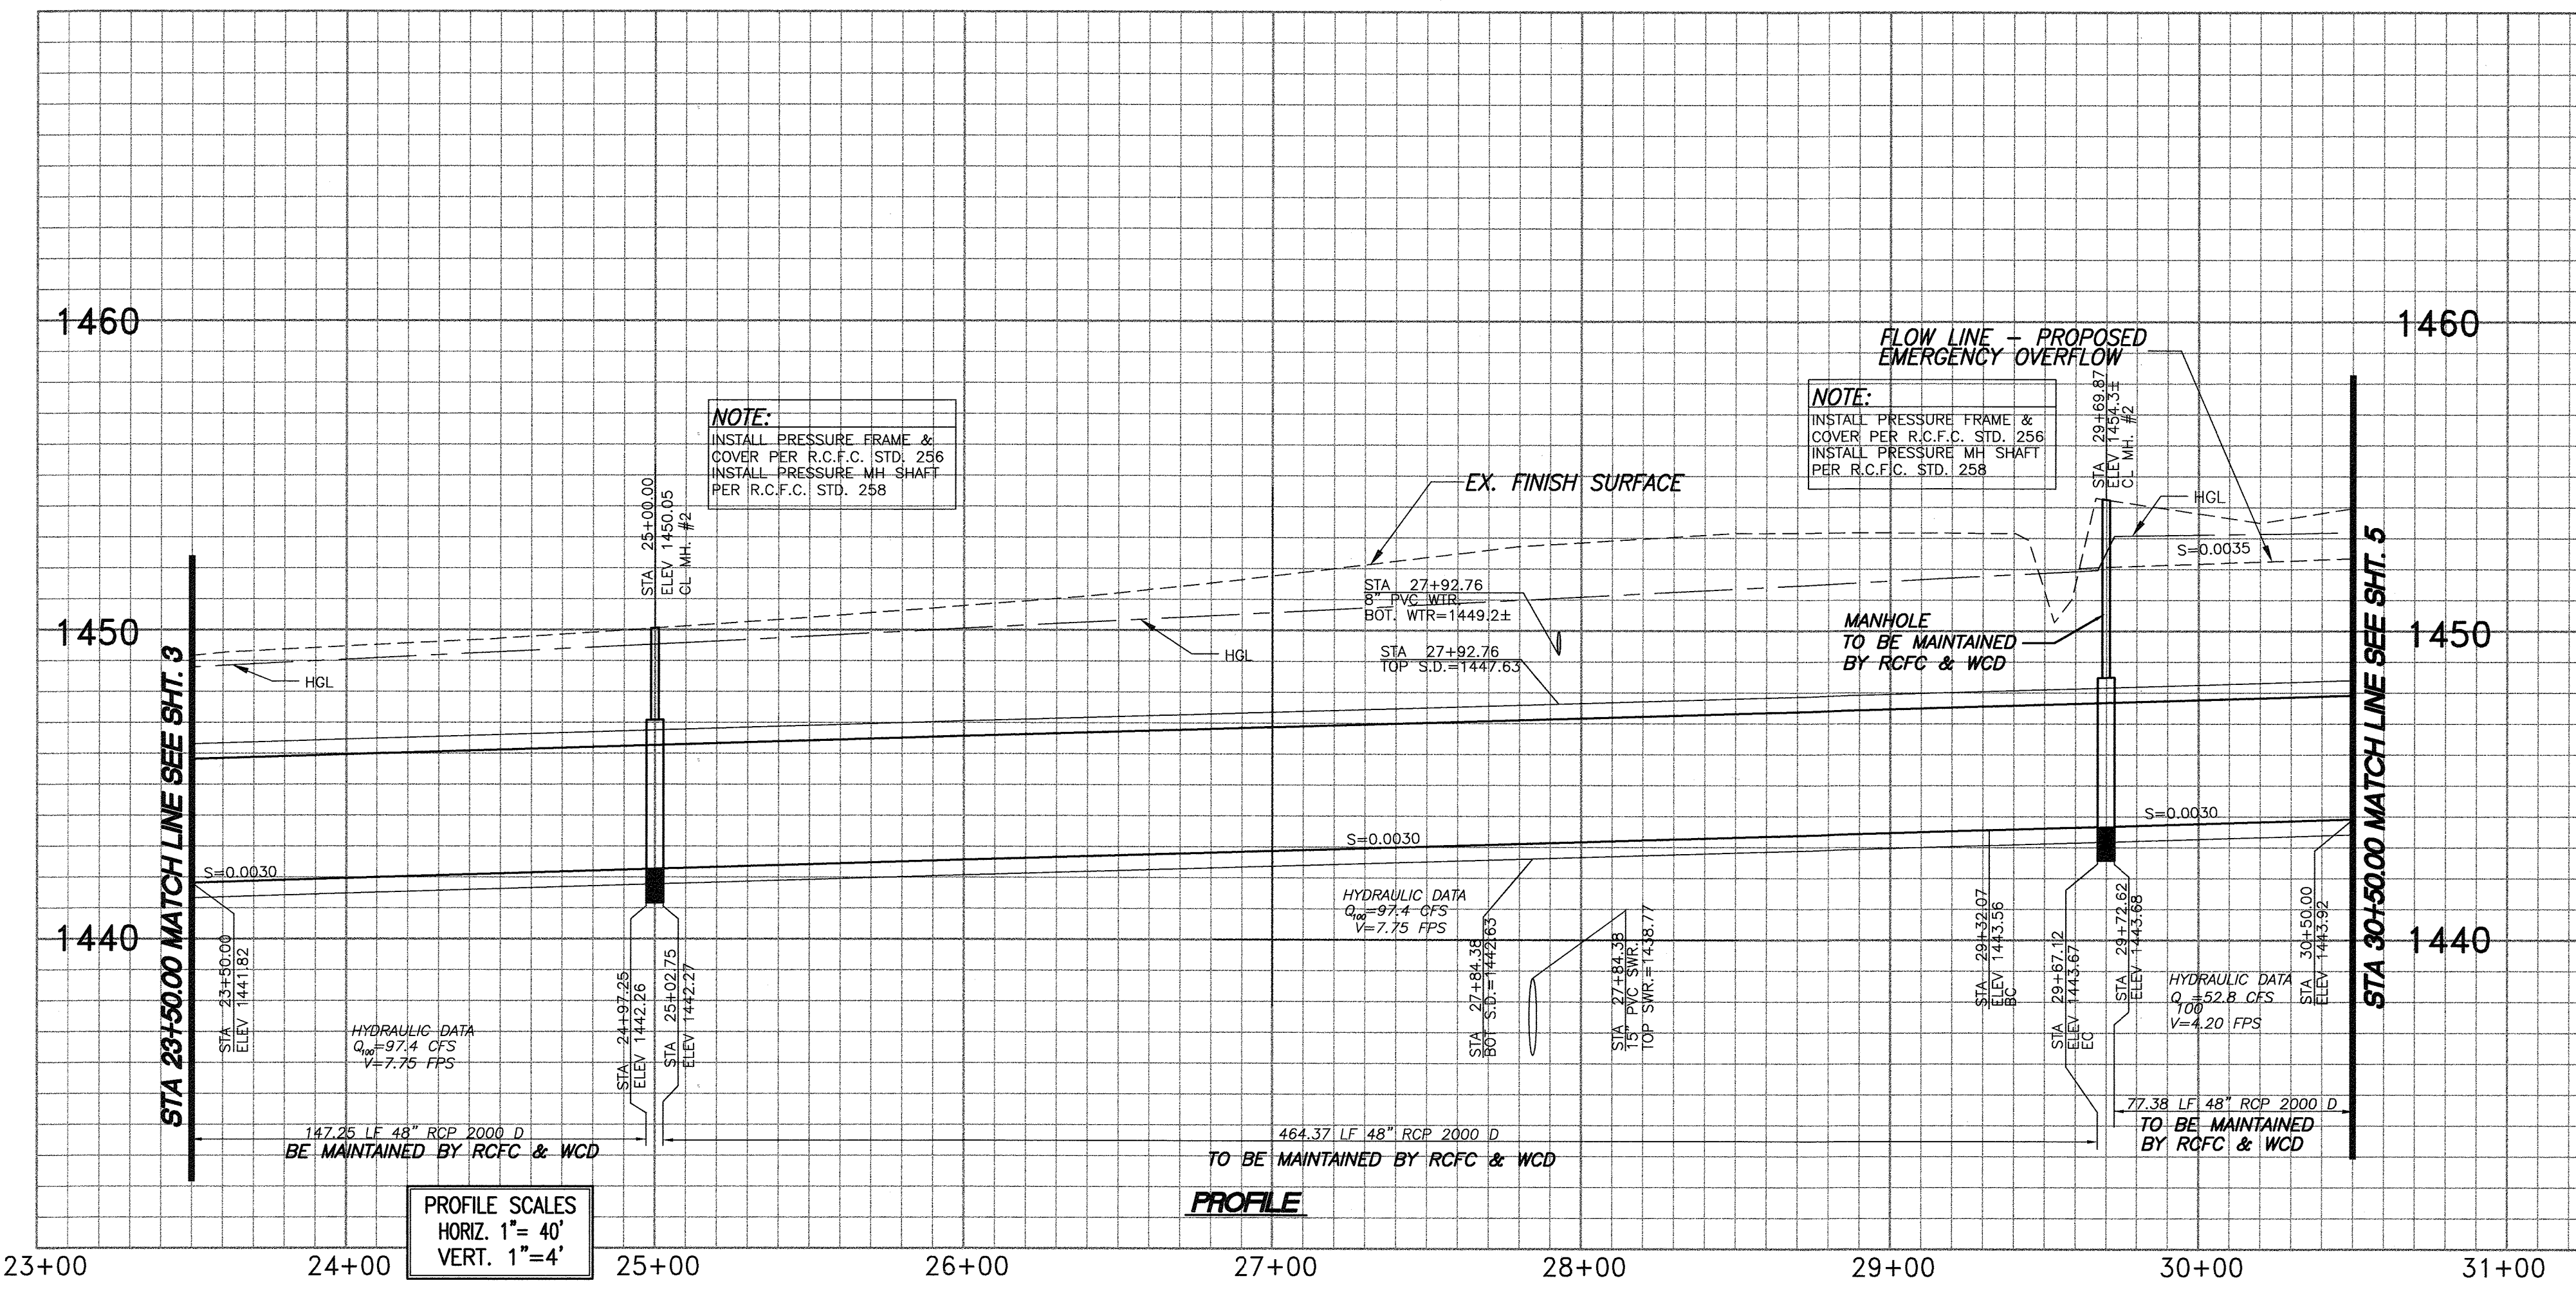 1460
1460
FLOW LINE – PROPOSED
EMERGENCY OVERFLOW
NOTE:
INSTALL PRESSURE FRAME &
COVER PER R.C.F.C. STD. 256
INSTALL PRESSURE MH SHAFT
PER R.C.F.C. STD. 258
NOTE:
INSTALL PRESSURE FRAME &
COVER PER R.C.F.C. STD. 256
INSTALL PRESSURE MH SHAFT
PER R.C.F.C. STD. 258
STA 29+69.87
ELEV 1454.3±
CL MH. #2
STA 25+00.00
ELEV 1450.05
CL MH. #2
EX. FINISH SURFACE
HGL
S=0.0035
STA 27+92.76
8" PVC WTR.
BOT. WTR=1449.2±
STA 27+92.76
TOP S.D.=1447.63
1450
1450
MANHOLE
TO BE MAINTAINED
BY RCFC & WCD
HGL
HGL
STA 23+50.00 MATCH LINE SEE SHT. 3
STA 30+50.00 MATCH LINE SEE SHT. 5
S=0.0030
S=0.0030
S=0.0030
HYDRAULIC DATA
Q100=97.4 CFS
V=7.75 FPS
1440
1440
STA 23+50.00
ELEV 1441.82
HYDRAULIC DATA
Q100=97.4 CFS
V=7.75 FPS
STA 24+97.25
ELEV 1442.26
STA 25+02.75
ELEV 1442.27
STA 27+84.38
BOT S.D.=1442.63
STA 27+84.38
15" PVC SWR.
TOP SWR.=1438.77
STA 29+32.07
ELEV 1443.56
BC
STA 29+67.12
ELEV 1443.67
EC
STA 29+72.62
ELEV 1443.68
HYDRAULIC DATA
Q100=52.8 CFS
V=4.20 FPS
STA 30+50.00
ELEV 1443.92
147.25 LF 48" RCP 2000 D
BE MAINTAINED BY RCFC & WCD
464.37 LF 48" RCP 2000 D
TO BE MAINTAINED BY RCFC & WCD
77.38 LF 48" RCP 2000 D
TO BE MAINTAINED
BY RCFC & WCD
PROFILE
PROFILE SCALES
HORIZ. 1"= 40'
VERT. 1"=4'
23+00
24+00
25+00
26+00
27+00
28+00
29+00
30+00
31+00